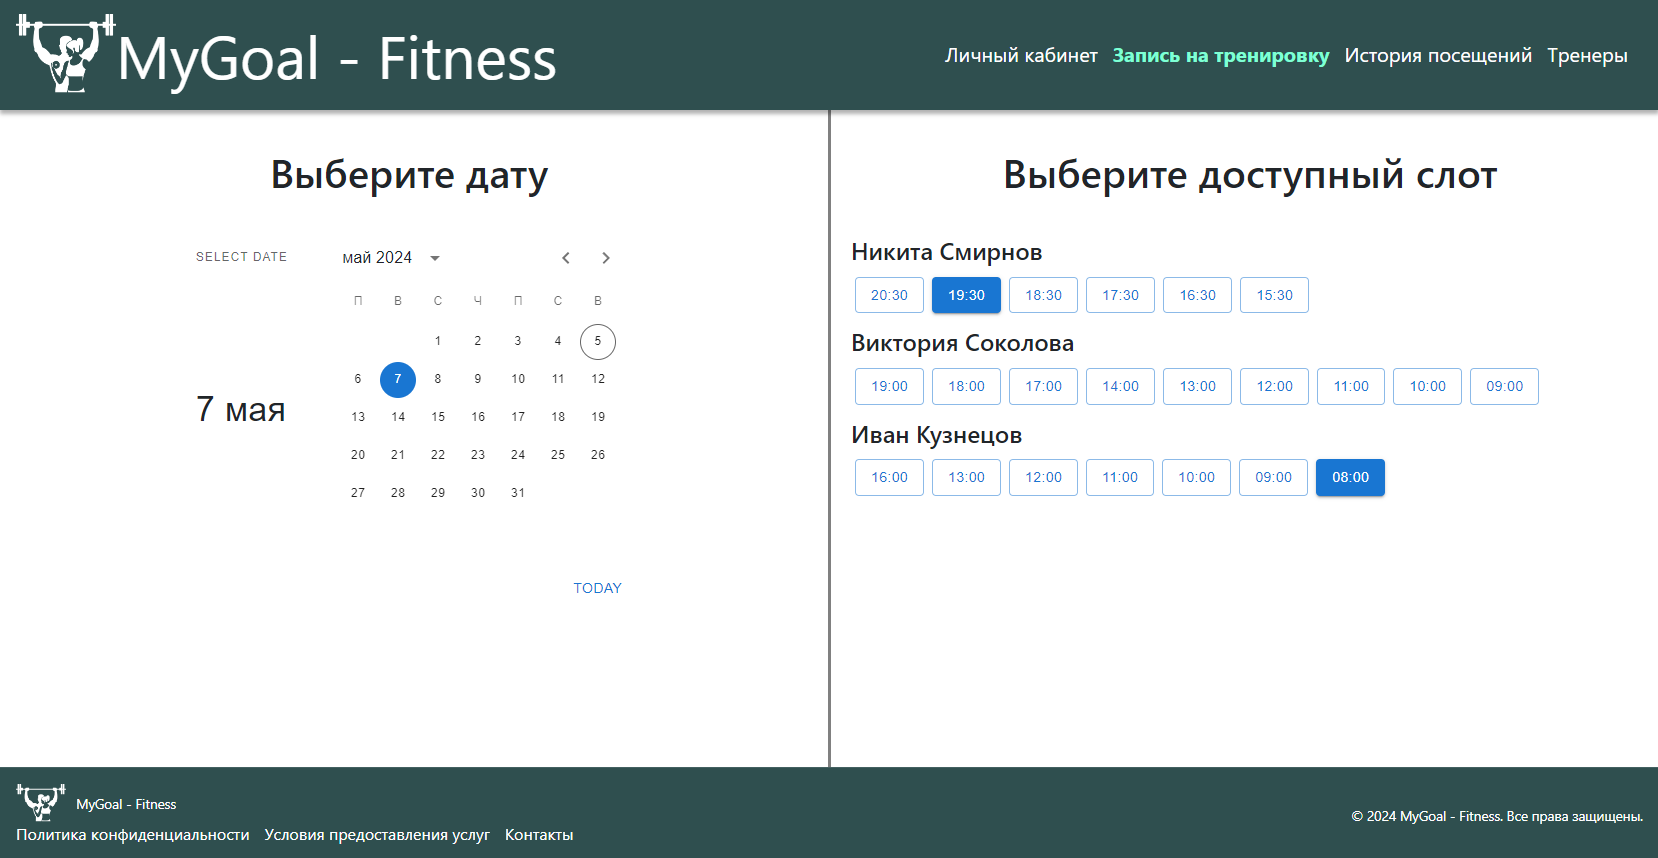 MyGoal - Fitness
Личный кабинет Запись на тренировку История посещений Тренеры
Выберите дату
SELECT DATE
7 мая
май 2024
П В С Ч П С В
1 2 3 4 5
6 7 8 9 10 11 12
13 14 15 16 17 18 19
20 21 22 23 24 25 26
27 28 29 30 31
TODAY
Выберите доступный слот
Никита Смирнов
20:30 19:30 18:30 17:30 16:30 15:30
Виктория Соколова
19:00 18:00 17:00 14:00 13:00 12:00 11:00 10:00 09:00
Иван Кузнецов
16:00 13:00 12:00 11:00 10:00 09:00 08:00
MyGoal - Fitness
Политика конфиденциальности Условия предоставления услуг Контакты
© 2024 MyGoal - Fitness. Все права защищены.